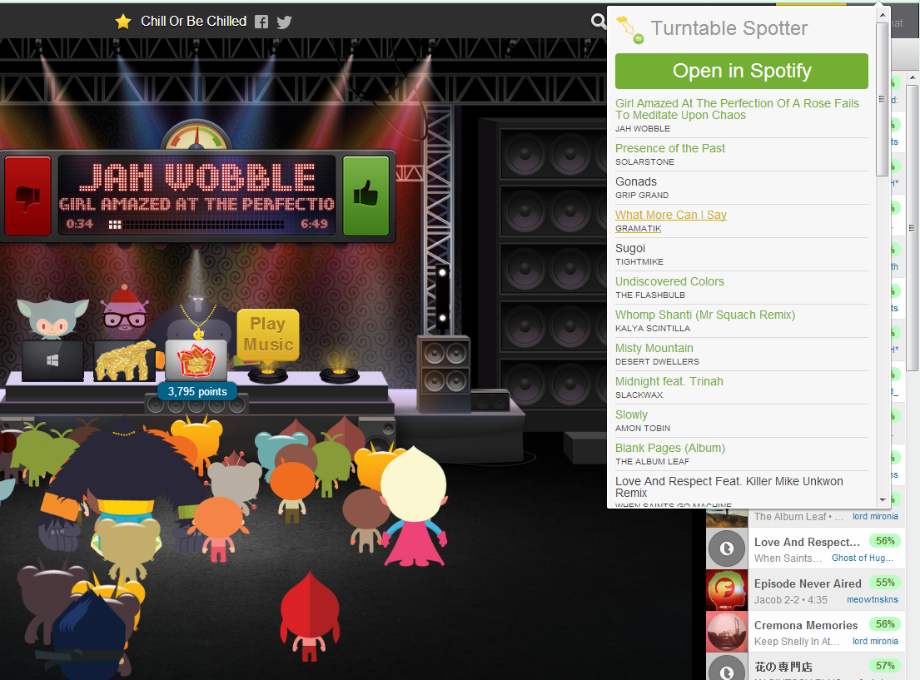 Chill Or Be Chilled
Turntable Spotter
Open in Spotify
Girl Amazed At The Perfection Of A Rose Fails
To Meditate Upon Chaos
JAH WOBBLE
Presence of the Past
SOLARSTONE
Gonads
GRIP GRAND
What More Can I Say
GRAMATIK
Sugoi
TIGHTMIKE
Undiscovered Colors
THE FLASHBULB
Whomp Shanti (Mr Squach Remix)
KALYA SCINTILLA
Misty Mountain
DESERT DWELLERS
Midnight feat. Trinah
SLACKWAX
Slowly
AMON TOBIN
Blank Pages (Album)
THE ALBUM LEAF
Love And Respect Feat. Killer Mike Unkwon
Remix
WHEN SAINTS GO MACHINE
JAH WOBBLE
GIRL AMAZED AT THE PERFECTIO
0:34 6:49
Play
Music
3,795 points
The Album Leaf • ... lord mironia
Love And Respect... 56%
When Saints... Ghost of Hug...
Episode Never Aired 55%
Jacob 2-2 • 4:35 meowtnskns
Cremona Memories 56%
Keep Shelly In At... lord mironia
花の専門店 57%